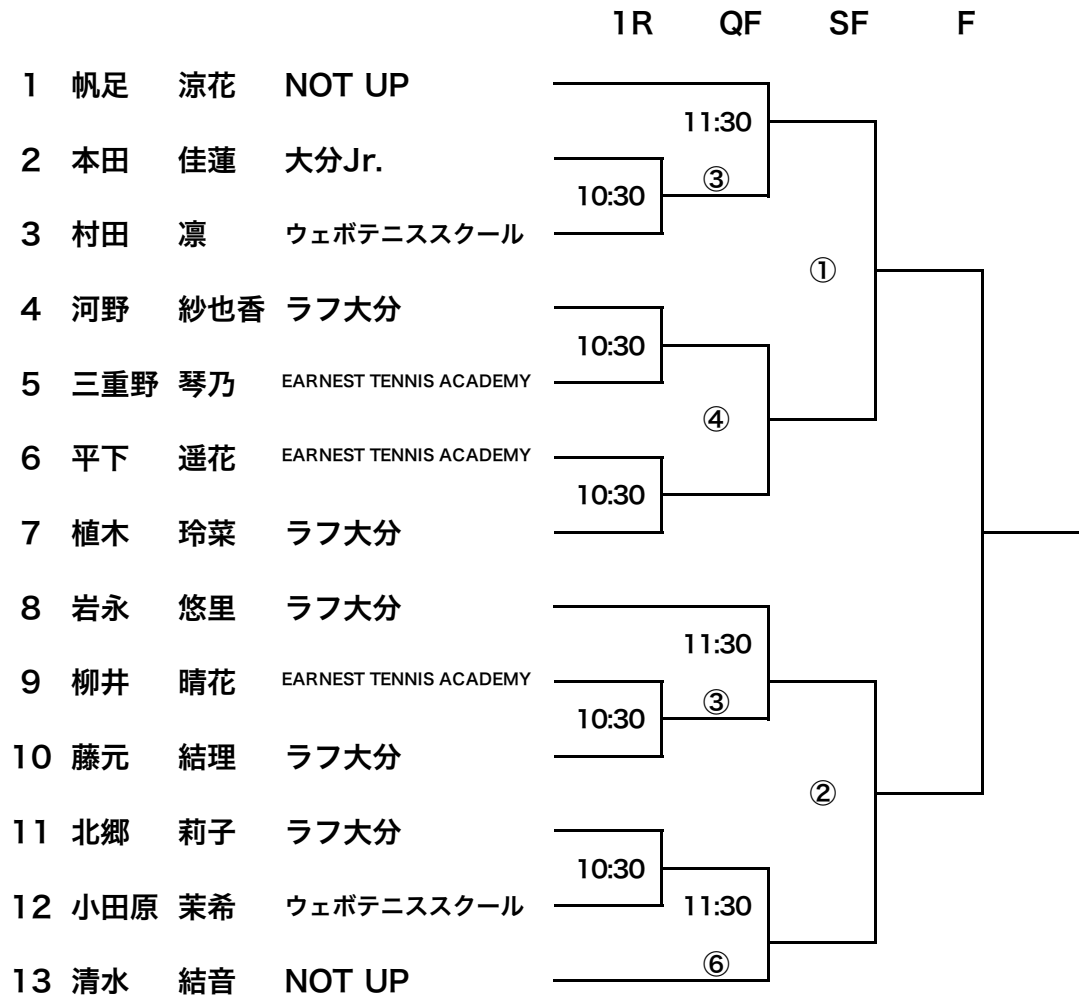 1R QF SF F
1 帆足 涼花 NOT UP
11:30
2 本田 佳蓮 大分Jr.
③
10:30
3 村田 凛 ウェボテニススクール
①
4 河野 紗也香 ラフ大分
10:30
5 三重野 琴乃 EARNEST TENNIS ACADEMY
④
6 平下 遥花 EARNEST TENNIS ACADEMY
10:30
7 植木 玲菜 ラフ大分
8 岩永 悠里 ラフ大分
11:30
9 柳井 晴花 EARNEST TENNIS ACADEMY
③
10:30
10 藤元 結理 ラフ大分
②
11 北郷 莉子 ラフ大分
10:30
12 小田原 茉希 ウェボテニススクール 11:30
⑥
13 清水 結音 NOT UP